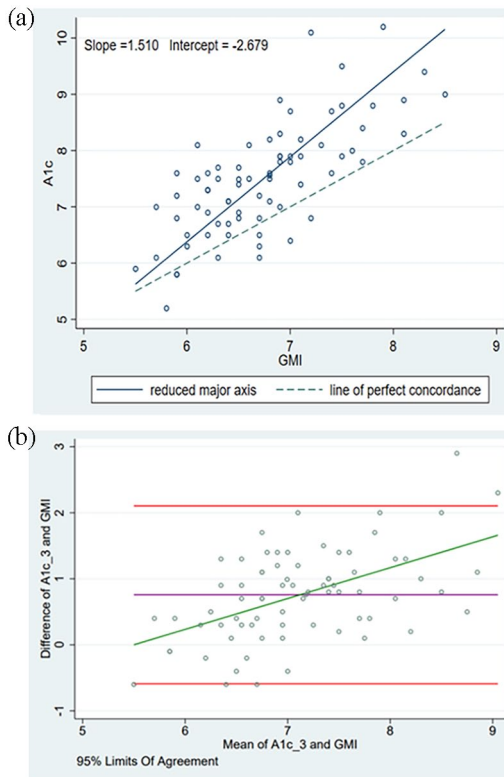 (a)
Slope =1.510 Intercept = -2.679
10
9
8
7
6
5
A1c
5 6 7 8 9
GMI
reduced major axis line of perfect concordance
(b)
3
2
1
0
-1
Difference of A1c_3 and GMI
5 6 7 8 9
Mean of A1c_3 and GMI
95% Limits Of Agreement